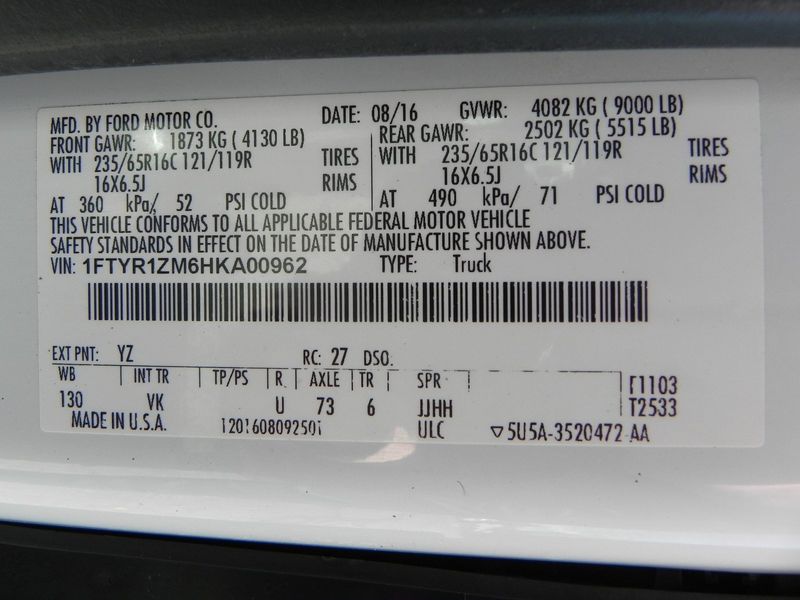 MFD. BY FORD MOTOR CO. DATE: 08/16 GVWR: 4082 KG ( 9000 LB)
FRONT GAWR: 1873 KG ( 4130 LB) REAR GAWR: 2502 KG ( 5515 LB)
WITH 235/65R16C 121/119R TIRES WITH 235/65R16C 121/119R TIRES
16X6.5J RIMS 16X6.5J RIMS
AT 360 kPa/ 52 PSI COLD AT 490 kPa/ 71 PSI COLD
THIS VEHICLE CONFORMS TO ALL APPLICABLE FEDERAL MOTOR VEHICLE
SAFETY STANDARDS IN EFFECT ON THE DATE OF MANUFACTURE SHOWN ABOVE.
VIN: 1FTYR1ZM6HKA00962 TYPE: Truck
EXT PNT: YZ RC: 27 DSO:
WB INT TR TP/PS R AXLE TR SPR F1103
130 VK U 73 6 JJHH T2533
MADE IN U.S.A. 120160809250i ULC ▽5U5A-3520472-AA